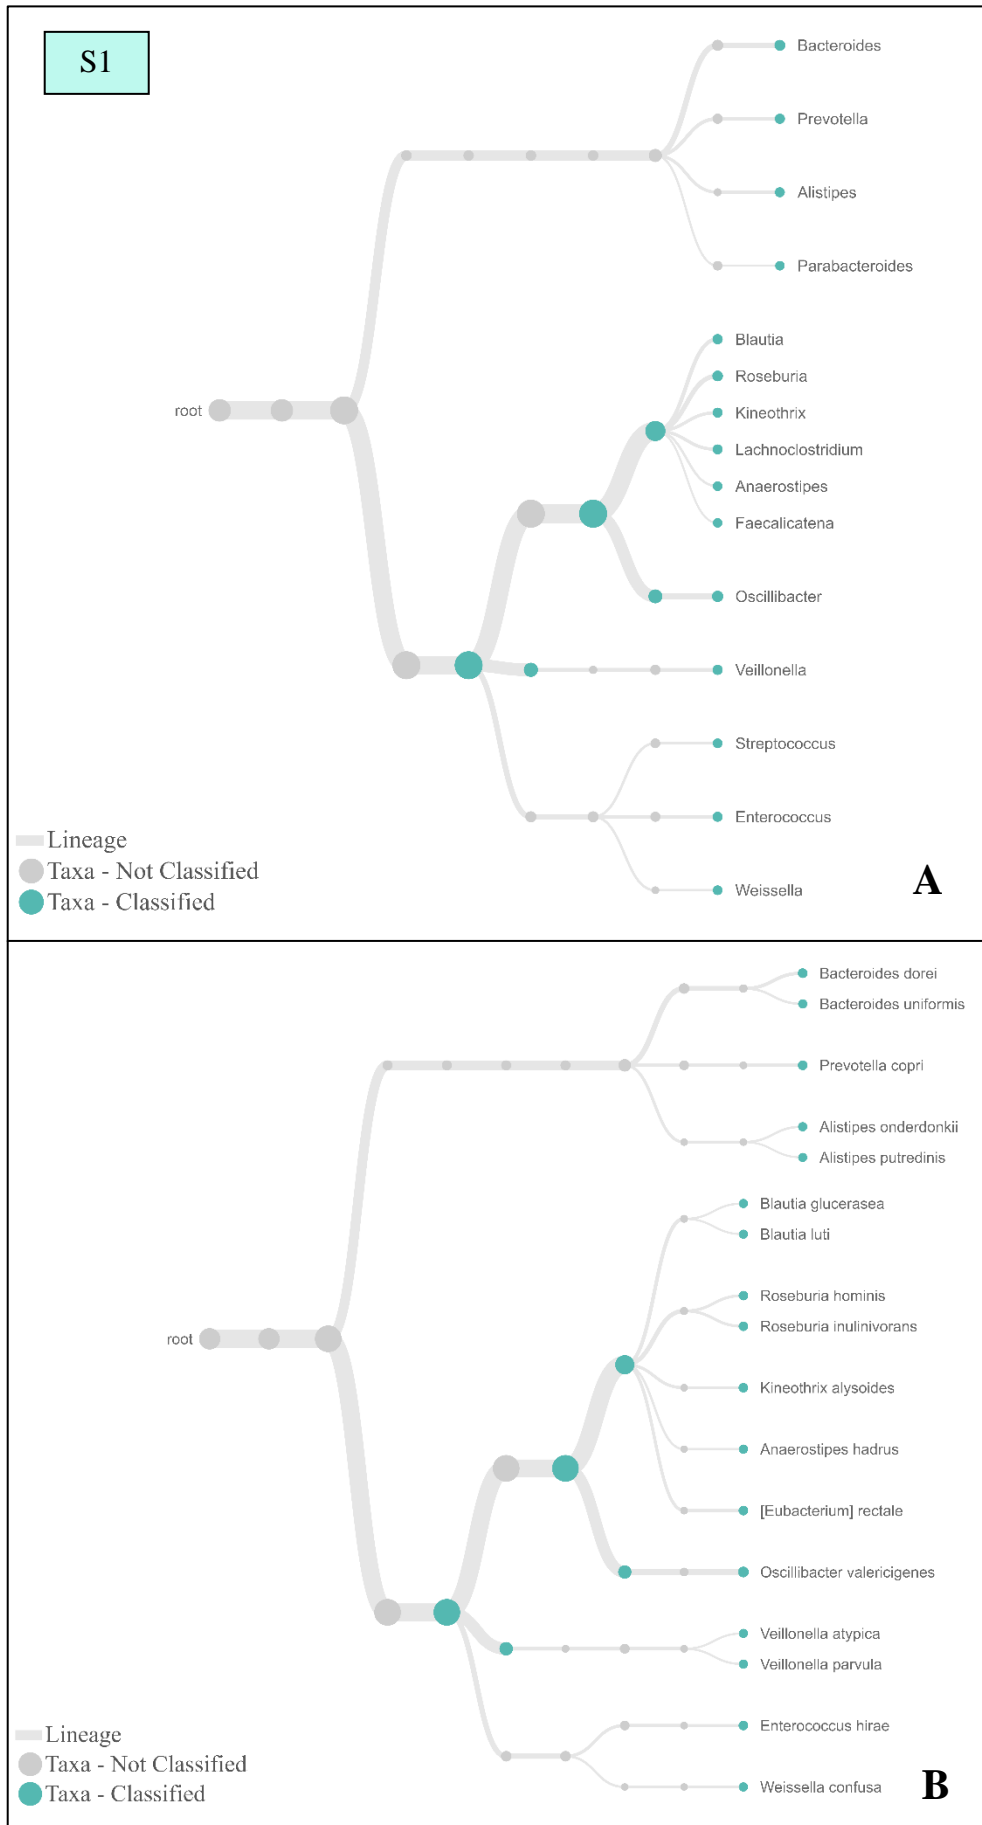 S1
Bacteroides
Prevotella
Alistipes
Parabacteroides
Blautia
Roseburia
root
Kineothrix
Lachnoclostridium
Anaerostipes
Faecalicatena
Oscillibacter
Veillonella
Streptococcus
Enterococcus
Weissella
Lineage
Taxa - Not Classified
Taxa - Classified
A
Bacteroides dorei
Bacteroides uniformis
Prevotella copri
Alistipes onderdonkii
Alistipes putredinis
Blautia glucerasea
Blautia luti
Roseburia hominis
Roseburia inulinivorans
root
Kineothrix alysoides
Anaerostipes hadrus
[Eubacterium] rectale
Oscillibacter valericigenes
Veillonella atypica
Veillonella parvula
Enterococcus hirae
Weissella confusa
Lineage
Taxa - Not Classified
Taxa - Classified
B